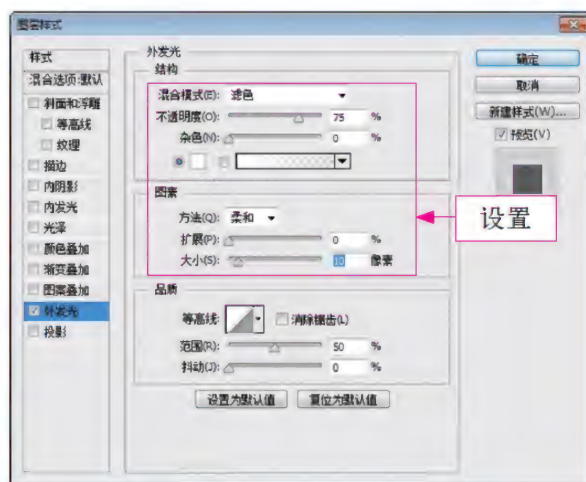 图层样式
样式
混合选项:默认
斜面和浮雕
等高线
纹理
描边
内阴影
内发光
光泽
颜色叠加
渐变叠加
图案叠加
外发光
投影
外发光
结构
混合模式(E): 滤色
不透明度(O): 75 %
杂色(N): 0 %
图素
方法(Q): 柔和
扩展(P): 0 %
大小(S): 10 像素
品质
等高线: 消除锯齿(L)
范围(R): 50 %
抖动(J): 0 %
设置为默认值 复位为默认值
确定
取消
新建样式(W)...
预览(V)
设置